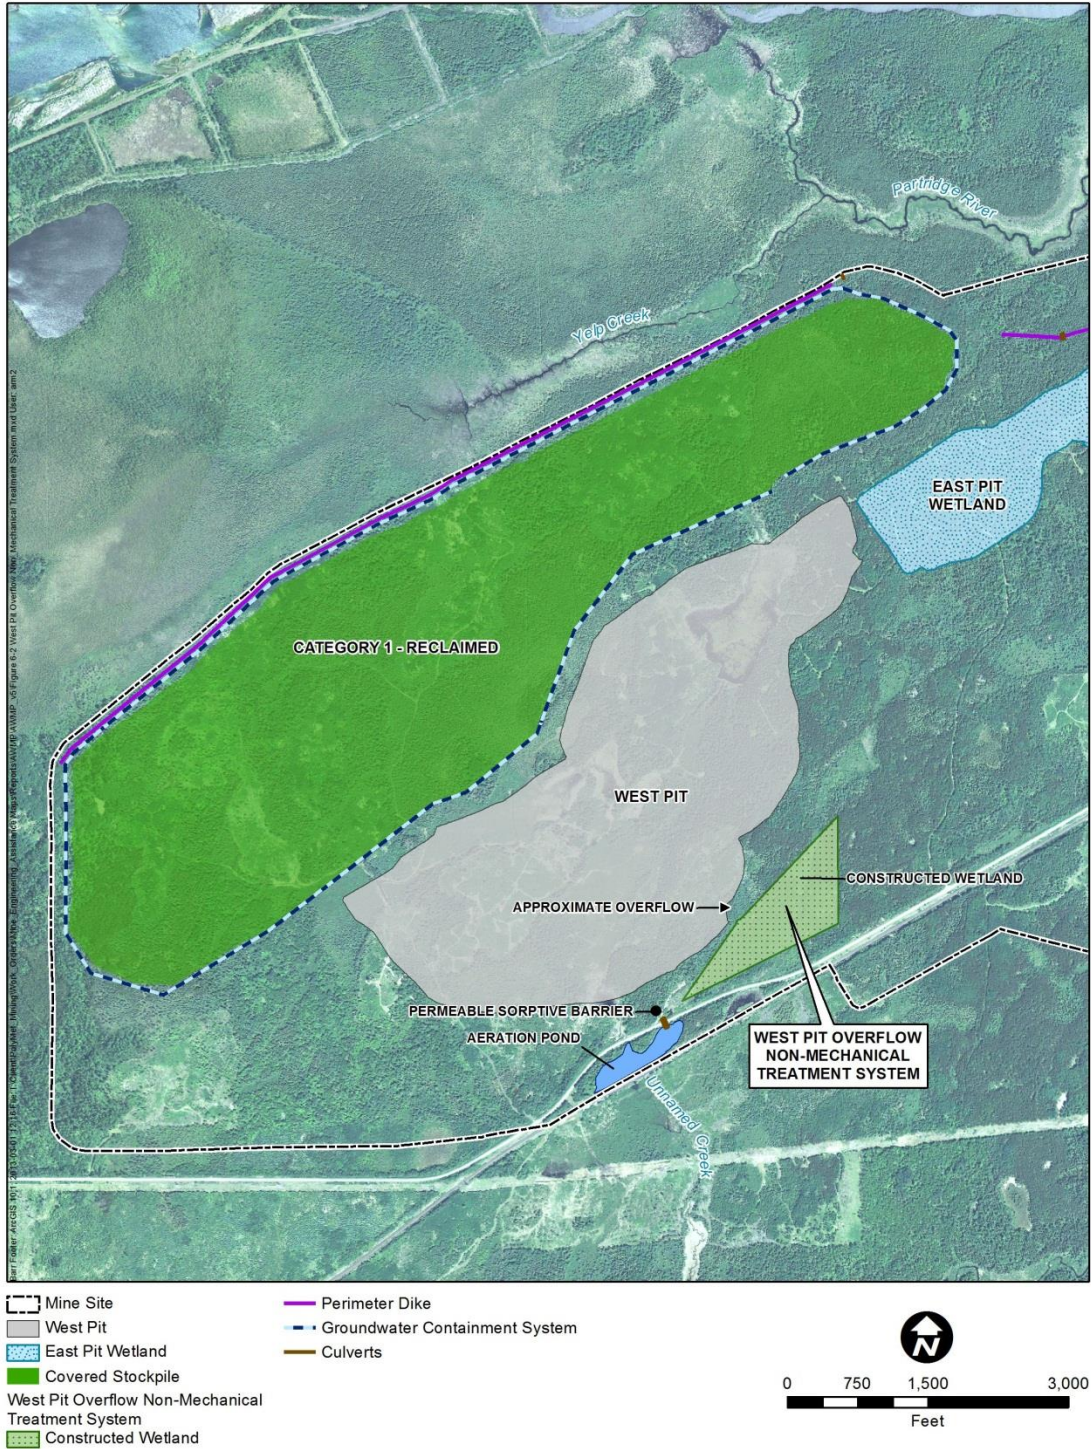 Partridge River
Yelp Creek
EAST PIT
WETLAND
CATEGORY 1 - RECLAIMED
WEST PIT
CONSTRUCTED WETLAND
APPROXIMATE OVERFLOW
PERMEABLE SORPTIVE BARRIER
AERATION POND
WEST PIT OVERFLOW
NON-MECHANICAL
TREATMENT SYSTEM
Unnamed Creek
Mine Site
West Pit
East Pit Wetland
Covered Stockpile
West Pit Overflow Non-Mechanical
Treatment System
Constructed Wetland
Perimeter Dike
Groundwater Containment System
Culverts
N
0 750 1,500 3,000
Feet